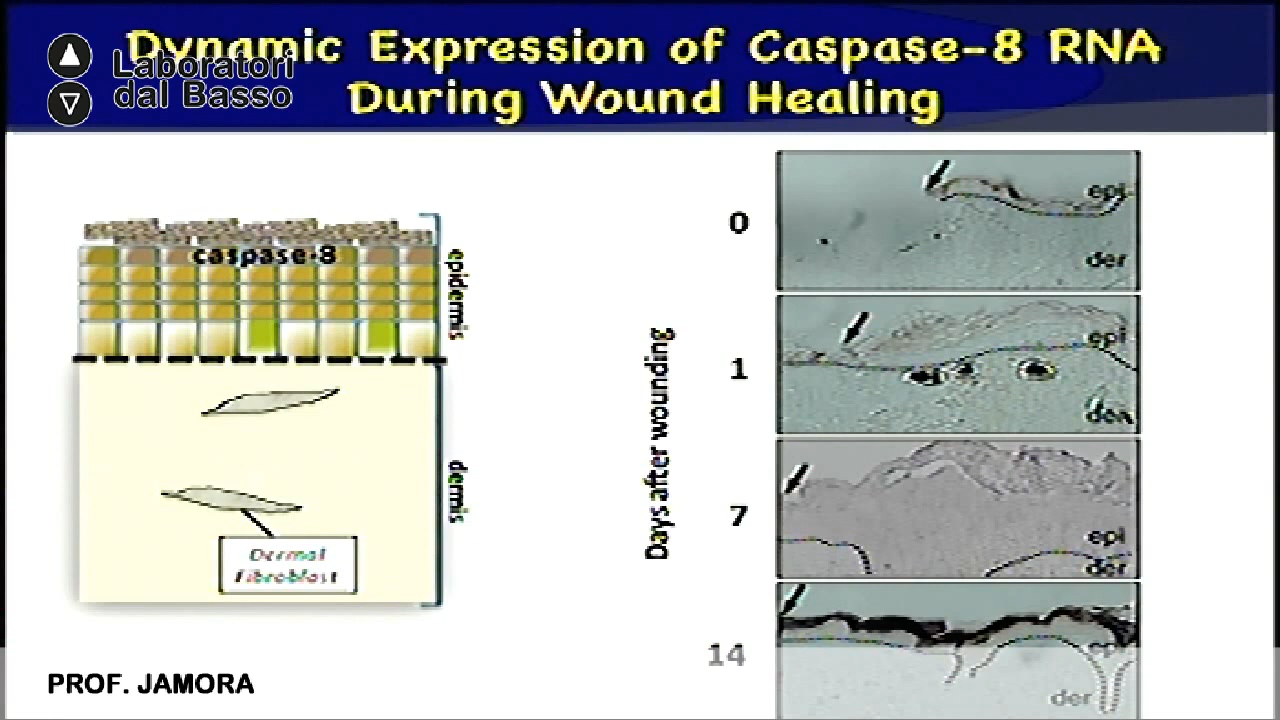 Dynamic Expression of Caspase-8 RNA
During Wound Healing
Laboratori
dal Basso
caspase-8
epidermis
dermis
Dermal
Fibroblast
Days after wounding
0
epi
der
1
epi
der
7
epi
der
14
epi
der
PROF. JAMORA